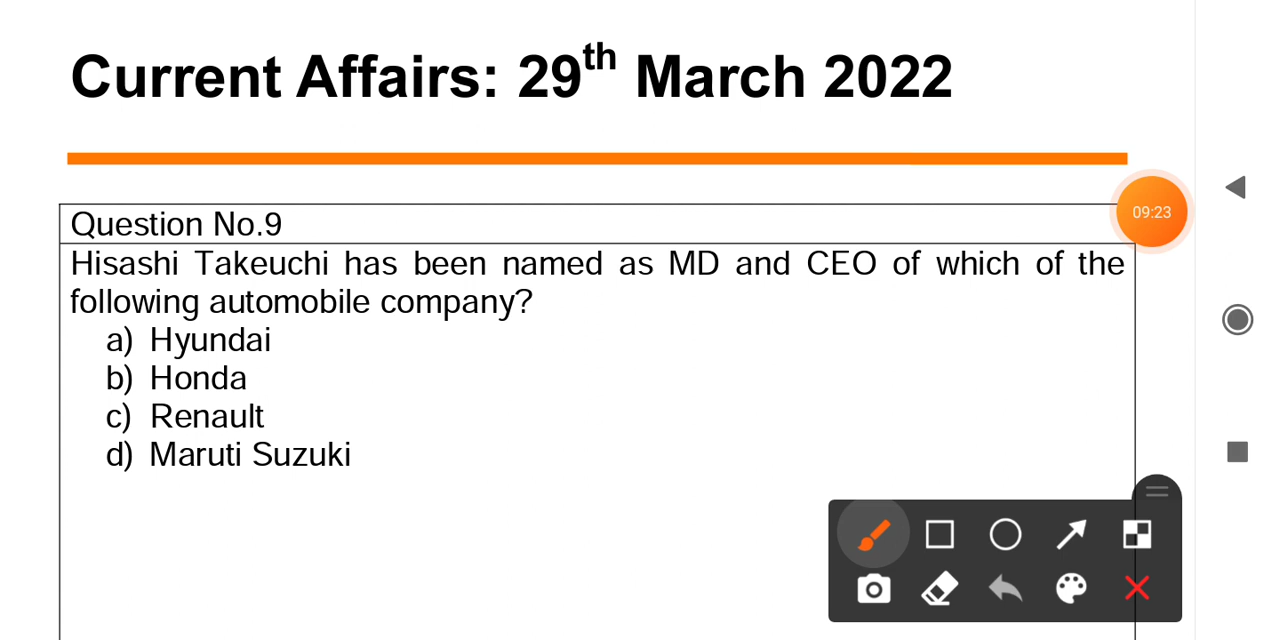 Current Affairs: 29th March 2022
09:23
Question No.9
Hisashi Takeuchi has been named as MD and CEO of which of the
following automobile company?
a) Hyundai
b) Honda
c) Renault
d) Maruti Suzuki